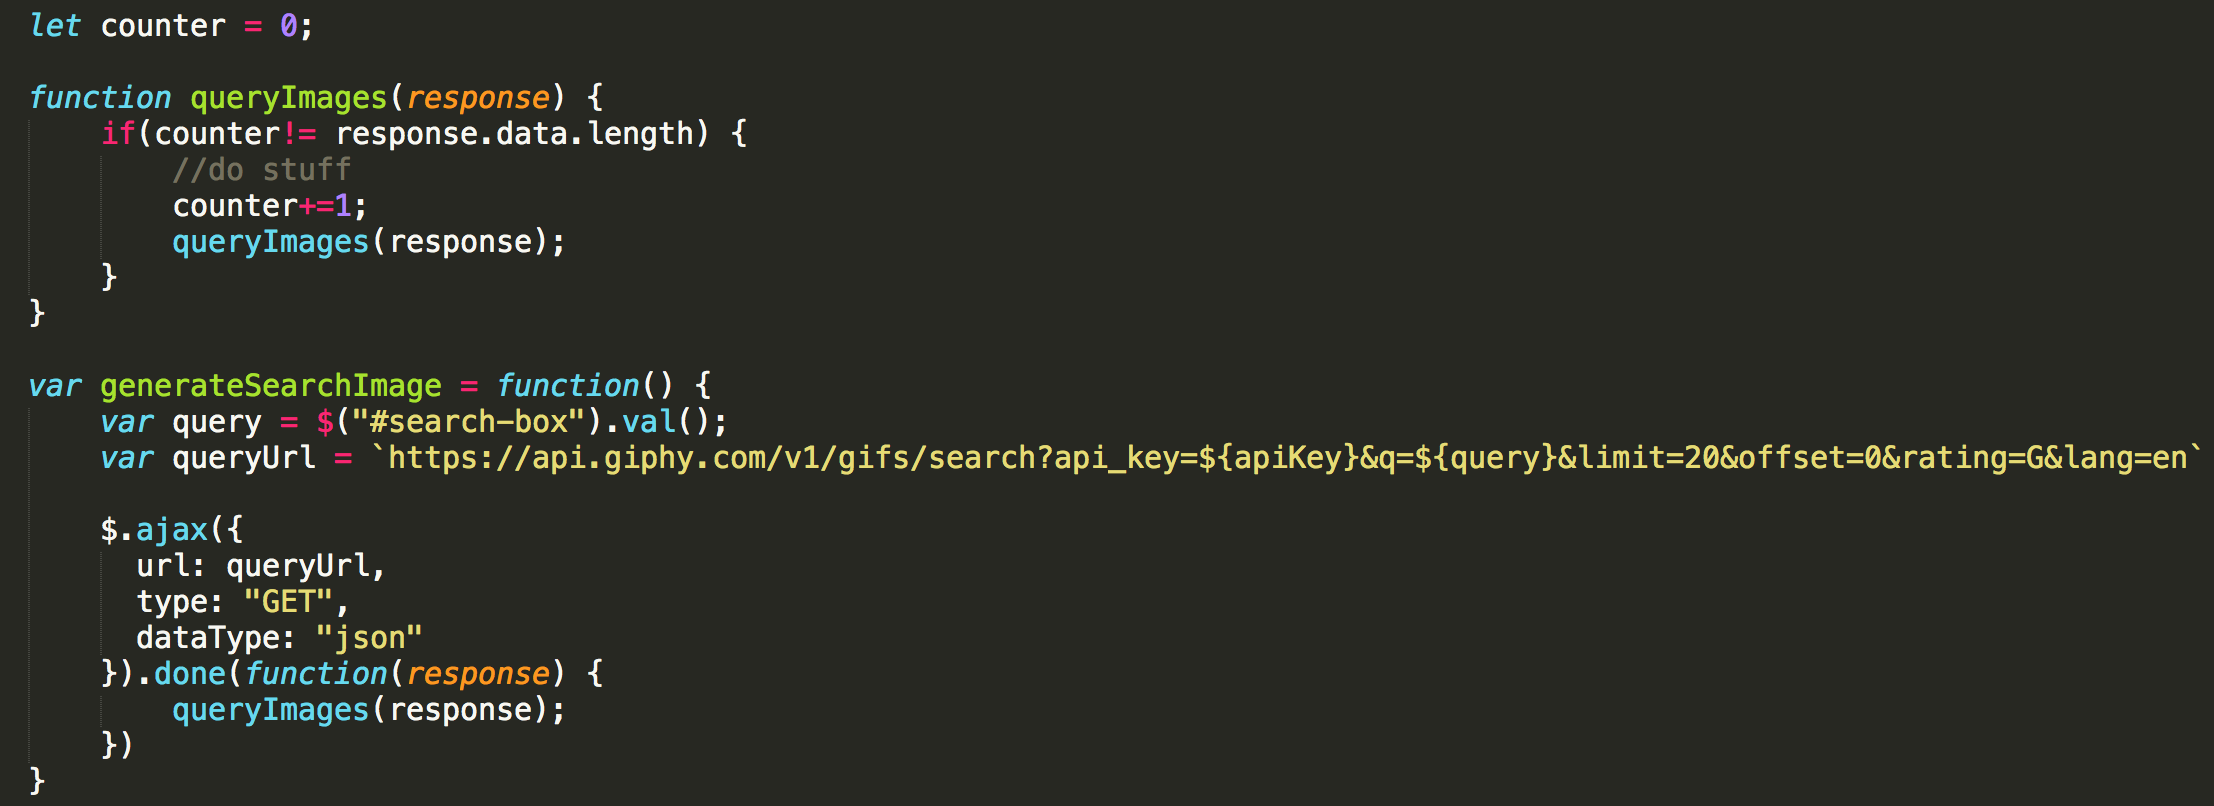 let counter = 0;
function queryImages(response) {
if(counter!= response.data.length) {
//do stuff
counter+=1;
queryImages(response);
}
}
var generateSearchImage = function() {
var query = $("#search-box").val();
var queryUrl = `https://api.giphy.com/v1/gifs/search?api_key=${apiKey}&q=${query}&limit=20&offset=0&rating=G&lang=en`
$.ajax({
url: queryUrl,
type: "GET",
dataType: "json"
}).done(function(response) {
queryImages(response);
})
}